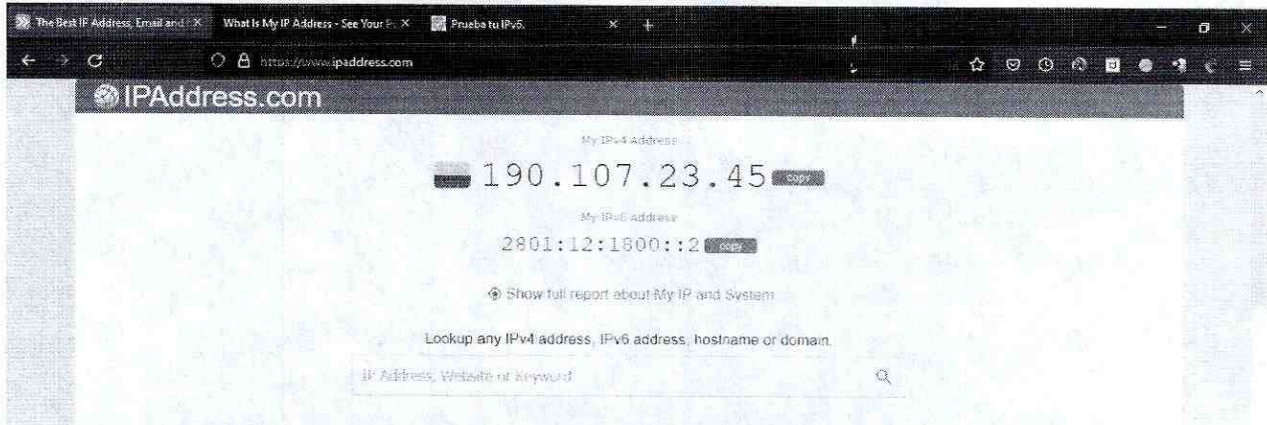 The Best IP Address, Email and
What Is My IP Address - See Your P
Prueba tu IPv5.
https://www.ipaddress.com
IPAddress.com
My IPv4 Address
190.107.23.45 copy
My IPv6 Address
2801:12:1800::2 copy
Show full report about My IP and System
Lookup any IPv4 address, IPv6 address, hostname or domain.
IP Address, Website or Keyword